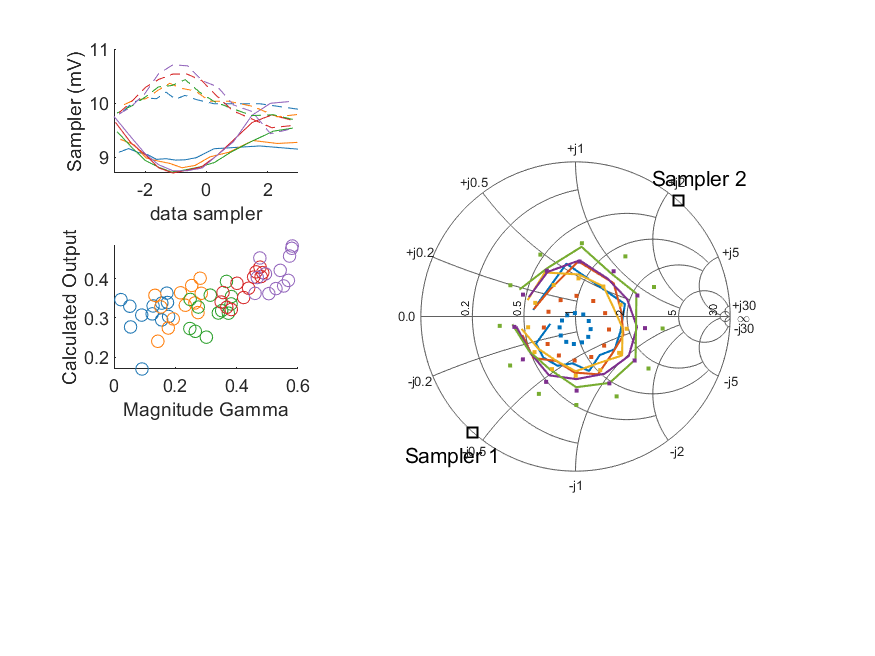 11
10
9
Sampler (mV)
-2
0
2
data sampler
0.4
0.3
0.2
Calculated Output
0
0.2
0.4
0.6
Magnitude Gamma
+j1
Sampler 2
+j2
+j0.5
+j0.2
+j5
0.0
0.2
0.5
1
2
5
30
+j30
∞
-j30
-j0.2
-j5
Sampler 1
-j0.5
-j2
-j1